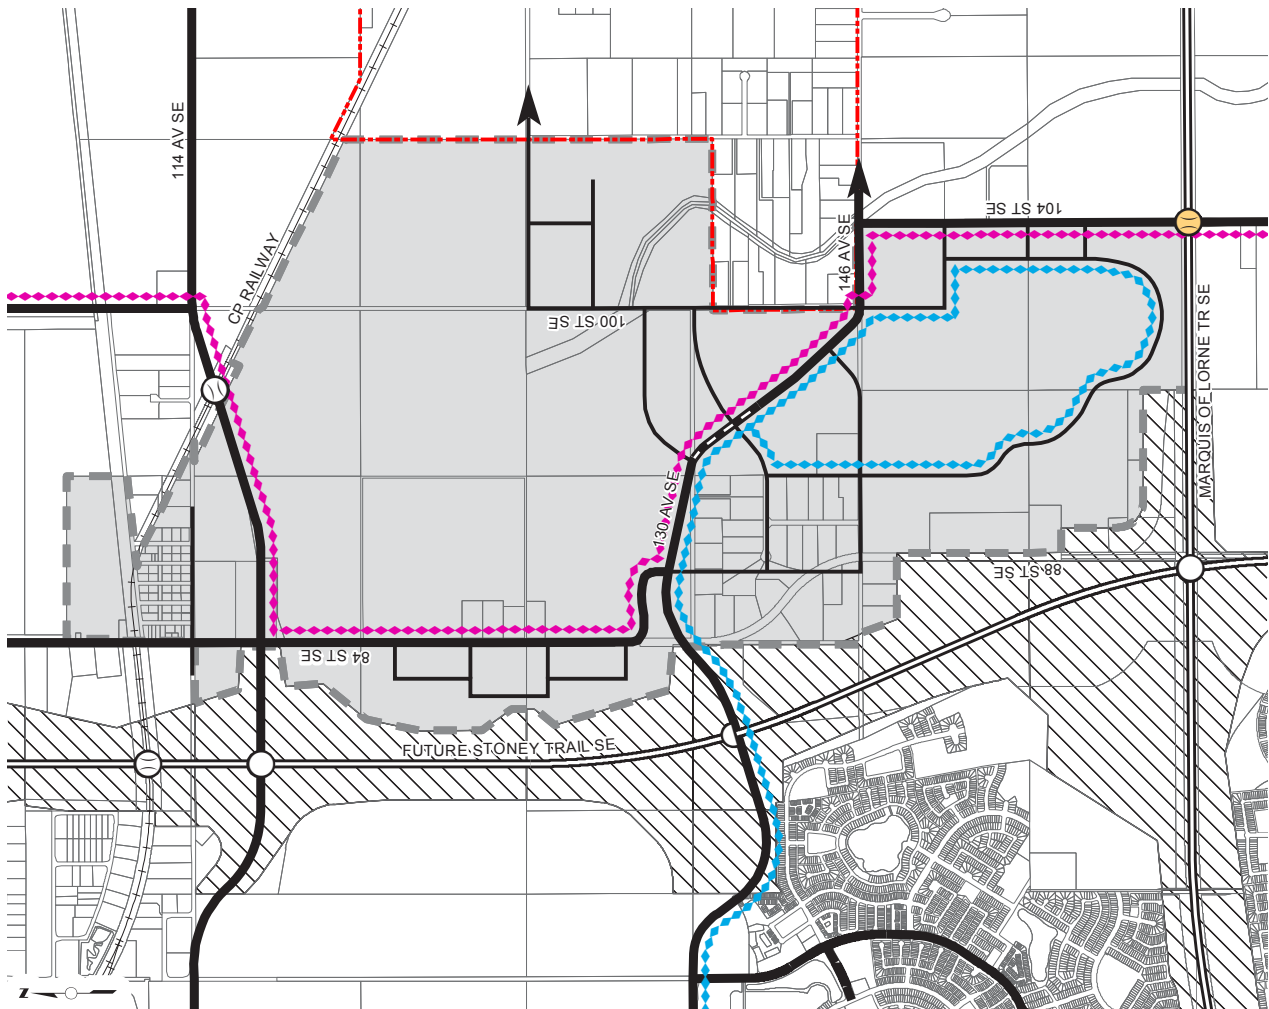 114 AV SE
CP RAILWAY
104 ST SE
146 AV SE
100 ST SE
MARQUIS OF LORNE TR SE
130 AV SE
88 ST SE
84 ST SE
FUTURE STONEY TRAIL SE
N